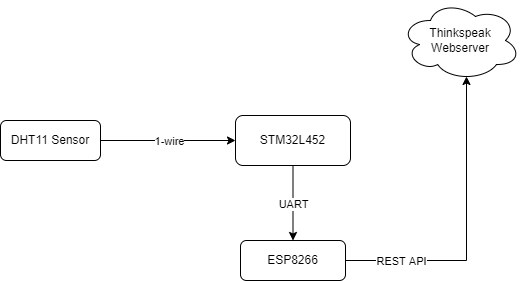 Thinkspeak
Webserver
DHT11 Sensor
1-wire
STM32L452
UART
ESP8266
REST API